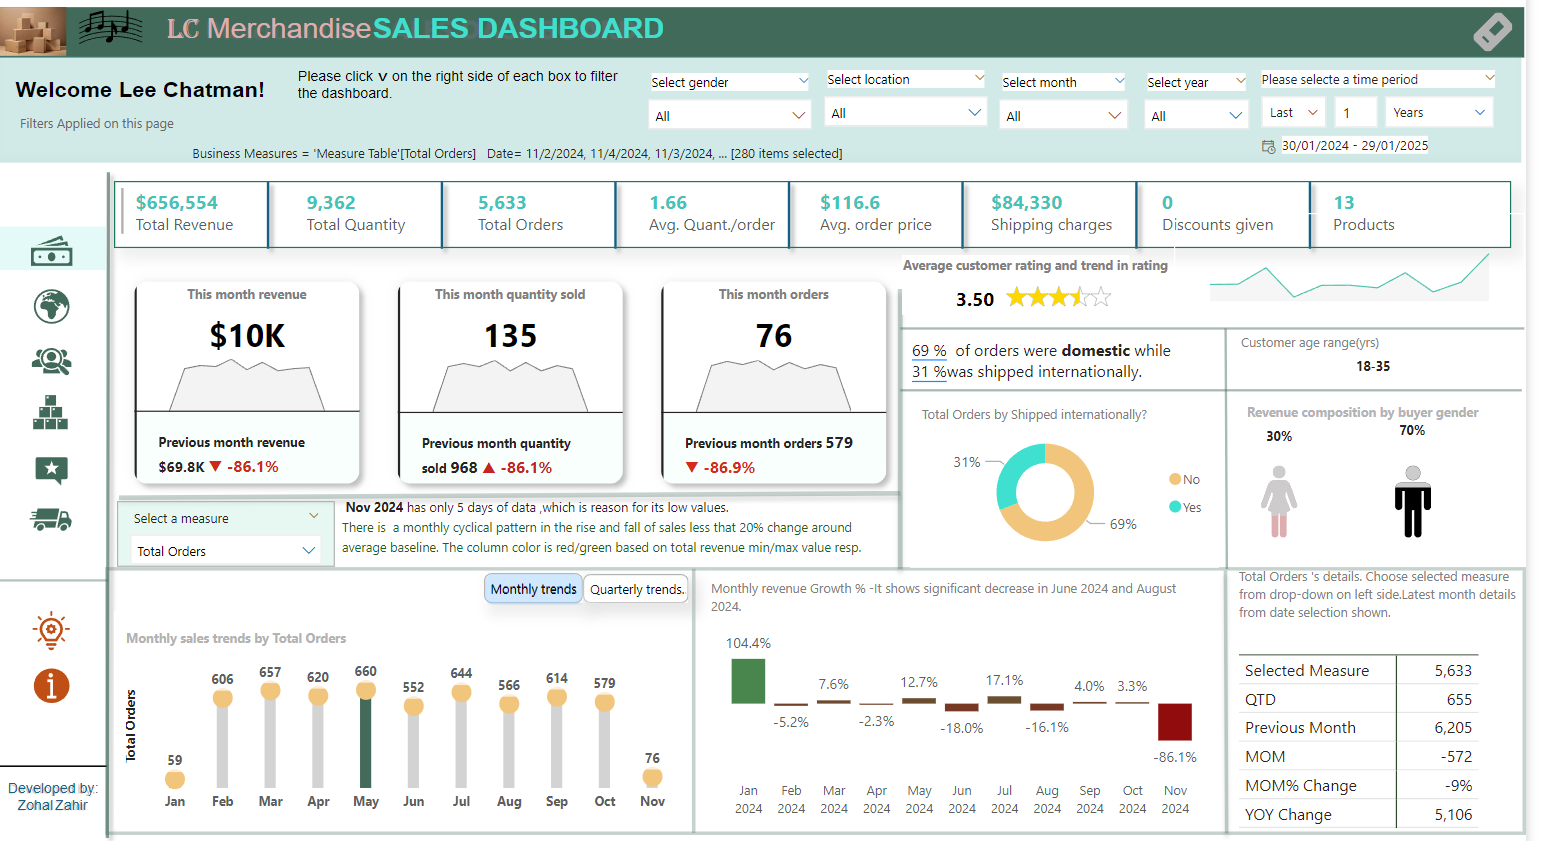 LC MerchandiseSALES DASHBOARD
Welcome Lee Chatman!
Please click v on the right side of each box to filter
the dashboard.
Filters Applied on this page
Business Measures = 'Measure Table'[Total Orders]   Date= 11/2/2024, 11/4/2024, 11/3/2024, ... [280 items selected]
Select gender
All
Select location
All
Select month
All
Select year
All
Please selecte a time period
Last 1 Years
30/01/2024 - 29/01/2025
$656,554
Total Revenue
9,362
Total Quantity
5,633
Total Orders
1.66
Avg. Quant./order
$116.6
Avg. order price
$84,330
Shipping charges
0
Discounts given
13
Products
This month revenue
$10K
Previous month revenue
$69.8K ▼ -86.1%
This month quantity sold
135
Previous month quantity
sold 968 ▲ -86.1%
This month orders
76
Previous month orders 579
▼ -86.9%
Average customer rating and trend in rating
3.50
69 % of orders were domestic while
31 %was shipped internationally.
Customer age range(yrs)
18-35
Total Orders by Shipped internationally?
31%
69%
No
Yes
Revenue composition by buyer gender
30%
70%
Select a measure
Total Orders
Nov 2024 has only 5 days of data ,which is reason for its low values.
There is a monthly cyclical pattern in the rise and fall of sales less that 20% change around
average baseline. The column color is red/green based on total revenue min/max value resp.
Monthly trends
Quarterly trends.
Monthly sales trends by Total Orders
Total Orders
59 606 657 620 660 552 644 566 614 579 76
Jan Feb Mar Apr May Jun Jul Aug Sep Oct Nov
Monthly revenue Growth % -It shows significant decrease in June 2024 and August
2024.
104.4% -5.2% 7.6% -2.3% 12.7% -18.0% 17.1% -16.1% 4.0% 3.3% -86.1%
Jan Feb Mar Apr May Jun Jul Aug Sep Oct Nov
2024 2024 2024 2024 2024 2024 2024 2024 2024 2024 2024
Total Orders 's details. Choose selected measure
from drop-down on left side.Latest month details
from date selection shown.
Selected Measure 5,633
QTD 655
Previous Month 6,205
MOM -572
MOM% Change -9%
YOY Change 5,106
Developed by:
Zohal Zahir